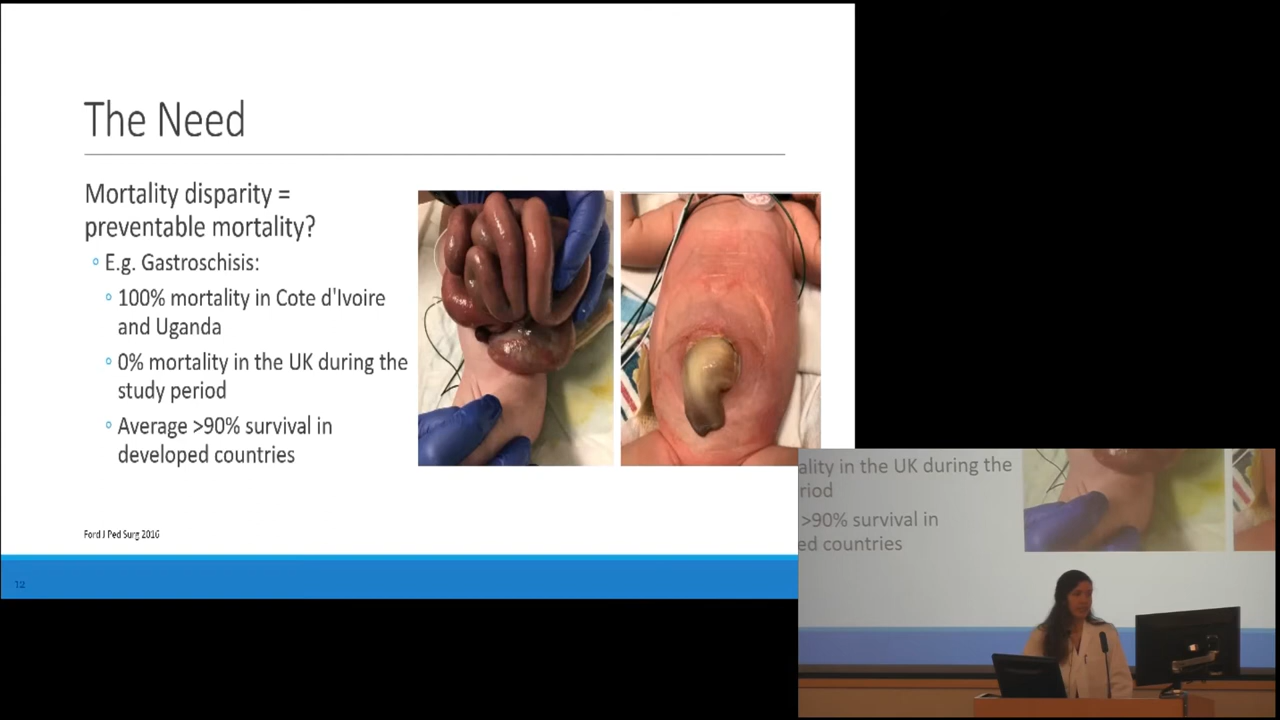 The Need
Mortality disparity =
preventable mortality?
E.g. Gastroschisis:
100% mortality in Cote d'Ivoire
and Uganda
0% mortality in the UK during the
study period
Average >90% survival in
developed countries
Ford J Ped Surg 2016
12
ality in the UK during the
riod
>90% survival in
ed countries